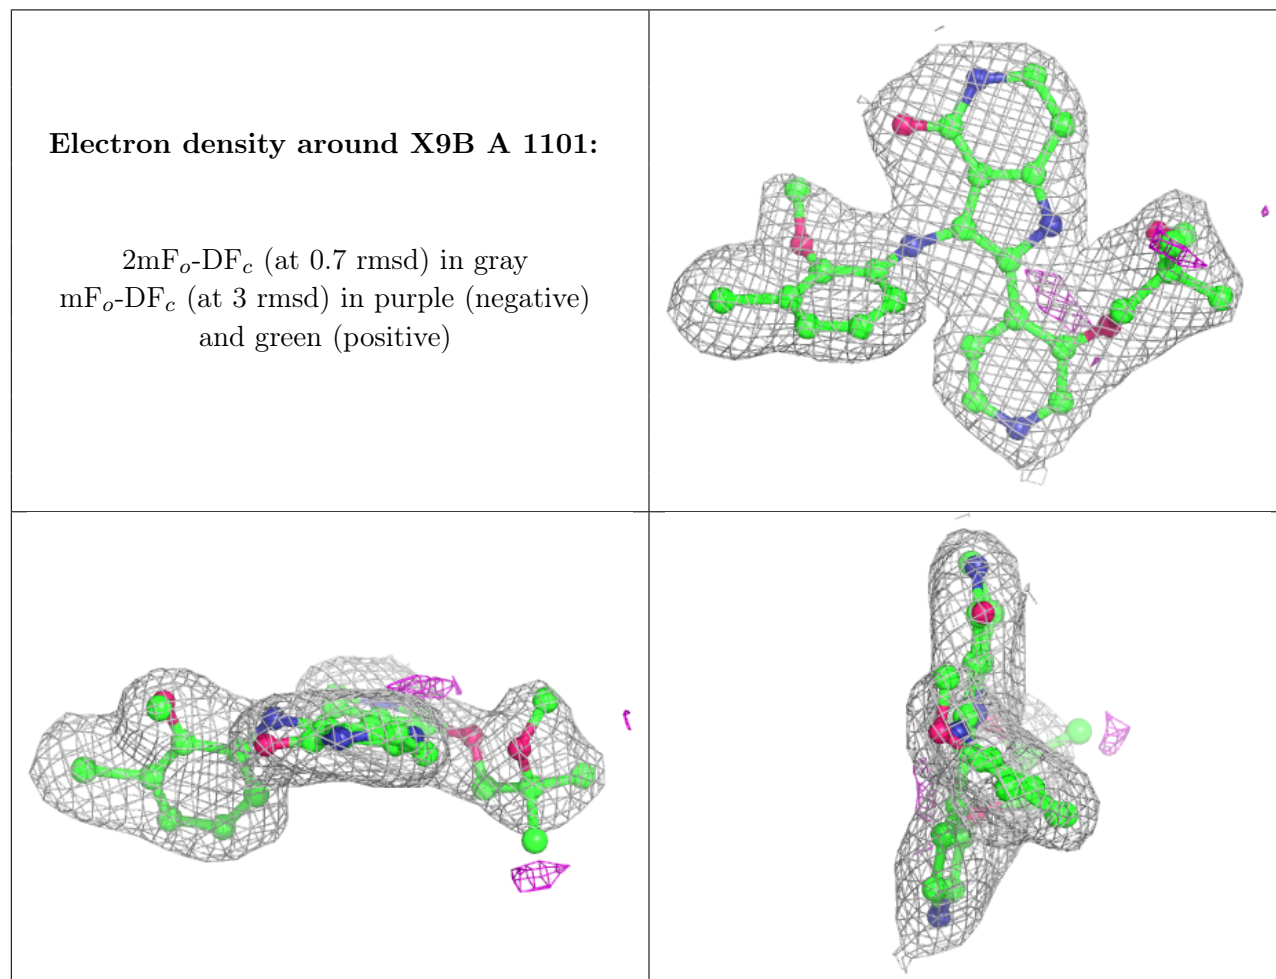 Electron density around X9B A 1101:
2mFo-DFc (at 0.7 rmsd) in gray
mFo-DFc (at 3 rmsd) in purple (negative)
and green (positive)